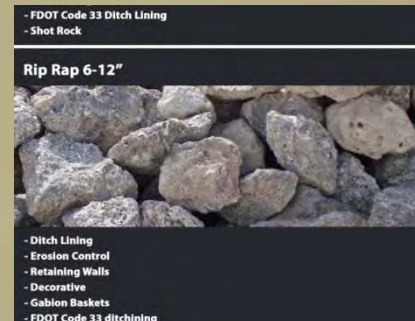 - FDOT Code 33 Ditch Lining
- Shot Rock
Rip Rap 6-12”
- Ditch Lining
- Erosion Control
- Retaining Walls
- Decorative
- Gabion Baskets
- FDOT Code 33 ditchining